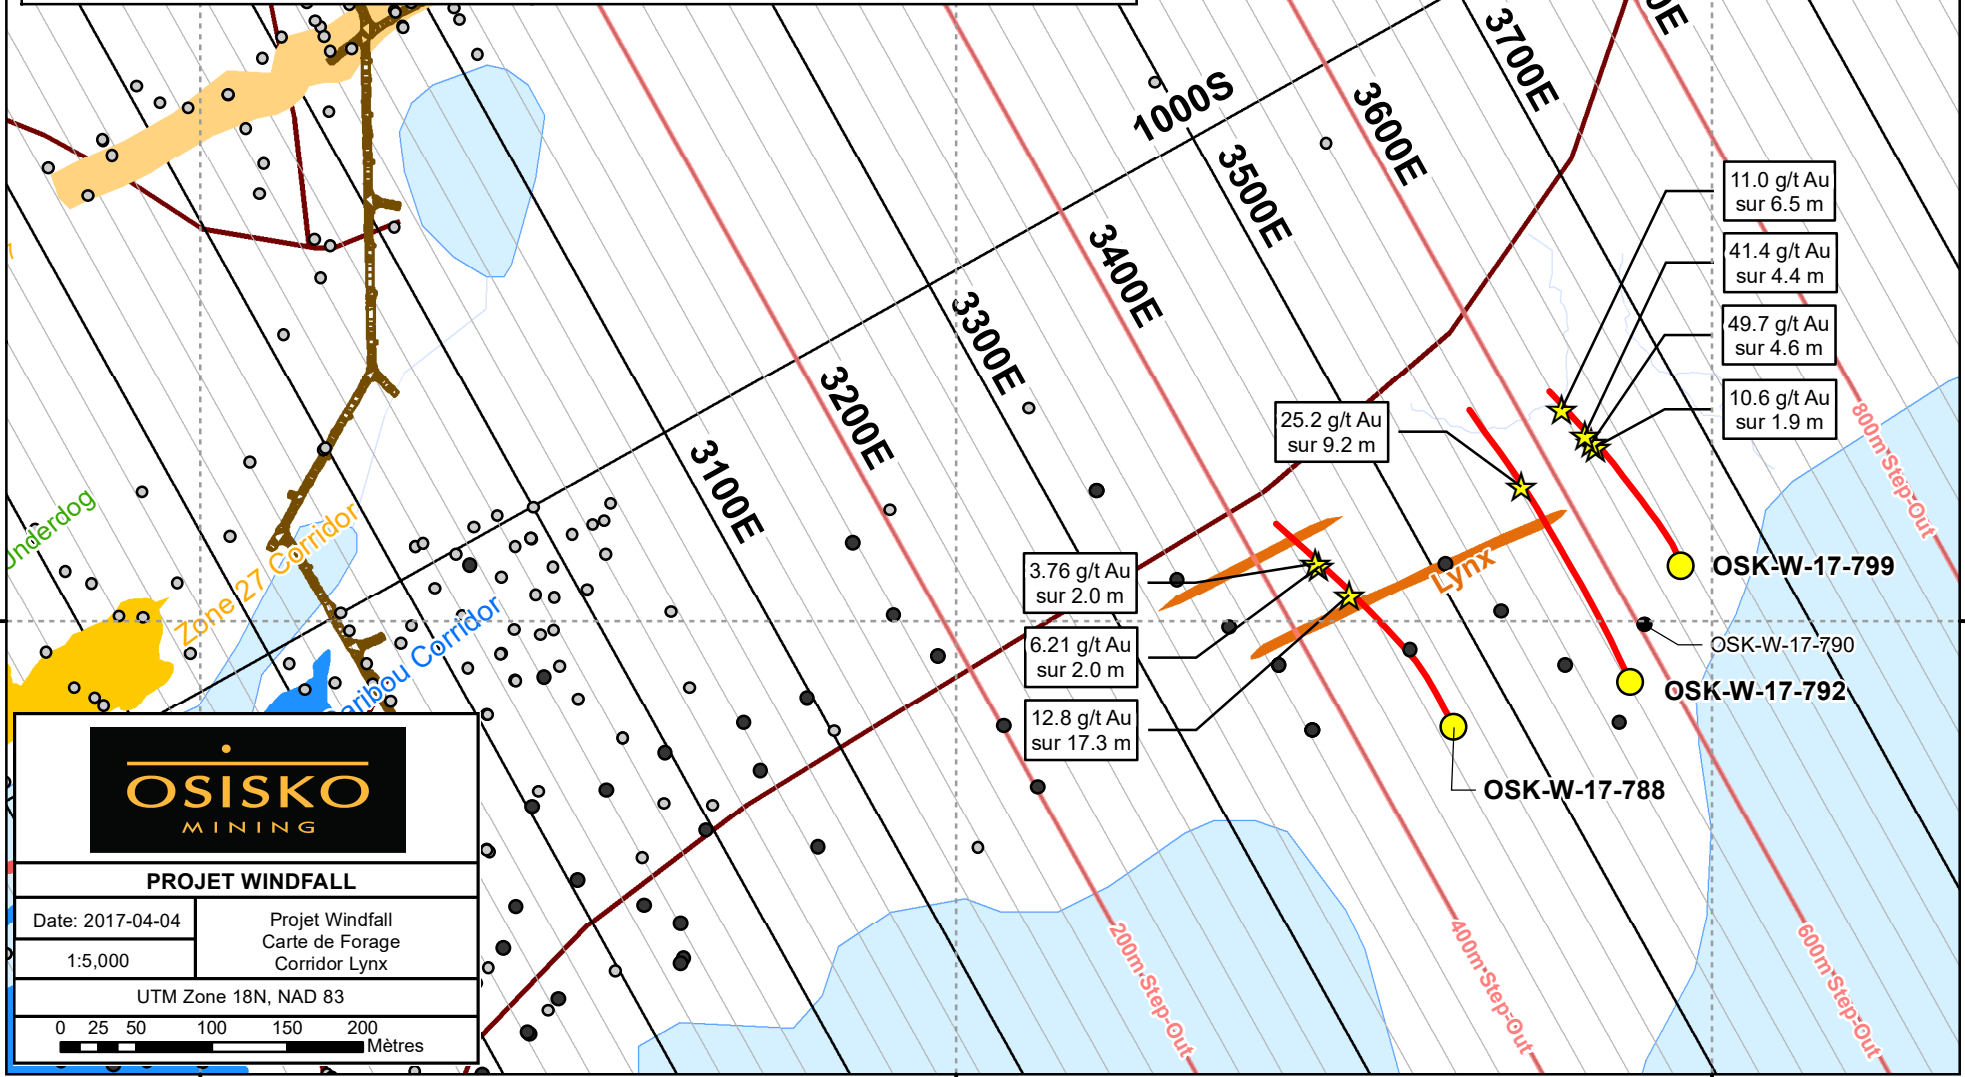 100S
3100E
3200E
3300E
3400E
3500E
3600E
3700E
11.0 g/t Au
sur 6.5 m
41.4 g/t Au
sur 4.4 m
49.7 g/t Au
sur 4.6 m
10.6 g/t Au
sur 1.9 m
25.2 g/t Au
sur 9.2 m
3.76 g/t Au
sur 2.0 m
6.21 g/t Au
sur 2.0 m
12.8 g/t Au
sur 17.3 m
Lynx
OSK-W-17-799
OSK-W-17-790
OSK-W-17-792
OSK-W-17-788
Underdog
Zone 27 Corridor
Caribou Corridor
200m Step-Out
400m Step-Out
600m Step-Out
800m Step-Out
OSISKO
MINING
PROJET WINDFALL
Date: 2017-04-04
1:5,000
Projet Windfall
Carte de Forage
Corridor Lynx
UTM Zone 18N, NAD 83
0 25 50 100 150 200
Mètres